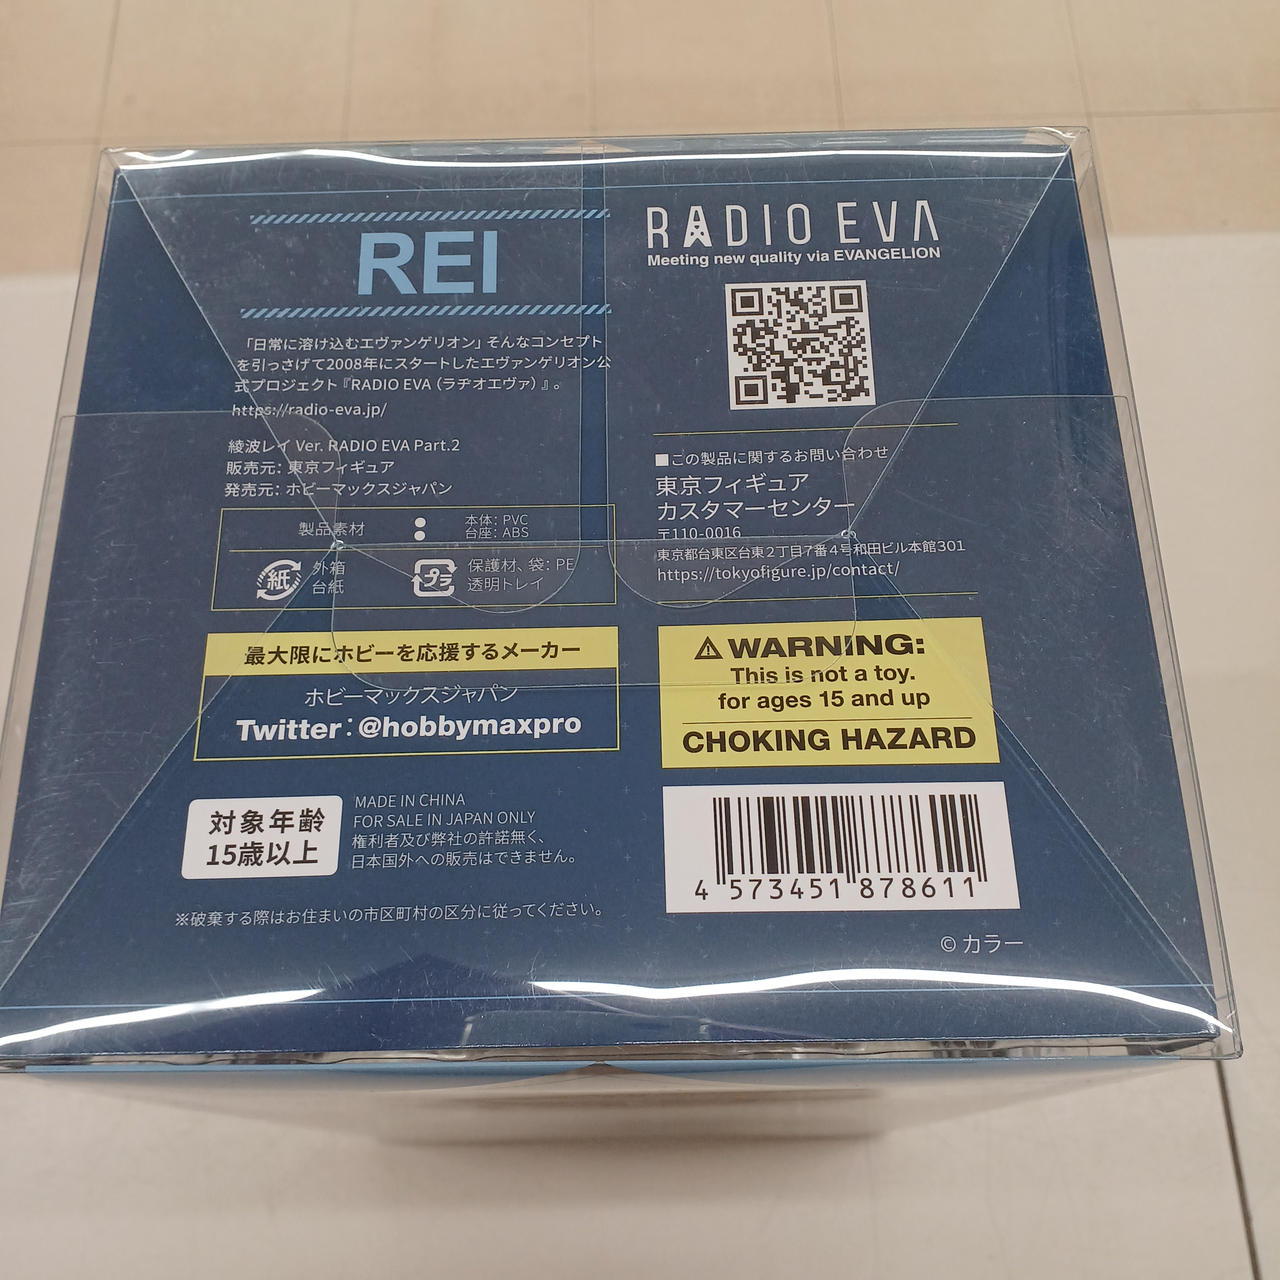 REI
「日常に溶け込むエヴァンゲリオン」そんなコンセプト
を引っさげて2008年にスタートしたエヴァンゲリオン公
式プロジェクト『RADIO EVA（ラヂオエヴァ）』。
https://radio-eva.jp/
綾波レイ Ver. RADIO EVA Part.2
販売元: 東京フィギュア
発売元: ホビーマックスジャパン
製品素材
本体: PVC
台座: ABS
紙
外箱
台紙
プラ
保護材、袋: PE
透明トレイ
最大限にホビーを応援するメーカー
ホビーマックスジャパン
Twitter：@hobbymaxpro
対象年齢
15歳以上
MADE IN CHINA
FOR SALE IN JAPAN ONLY
権利者及び弊社の許諾無く、
日本国外への販売はできません。
※破棄する際はお住まいの市区町村の区分に従ってください。
RADIO EVA
Meeting new quality via EVANGELION
■この製品に関するお問い合わせ
東京フィギュア
カスタマーセンター
〒110-0016
東京都台東区台東２丁目７番４号和田ビル本館301
https://tokyofigure.jp/contact/
⚠WARNING:
This is not a toy.
for ages 15 and up
CHOKING HAZARD
4 573451 878611
© カラー